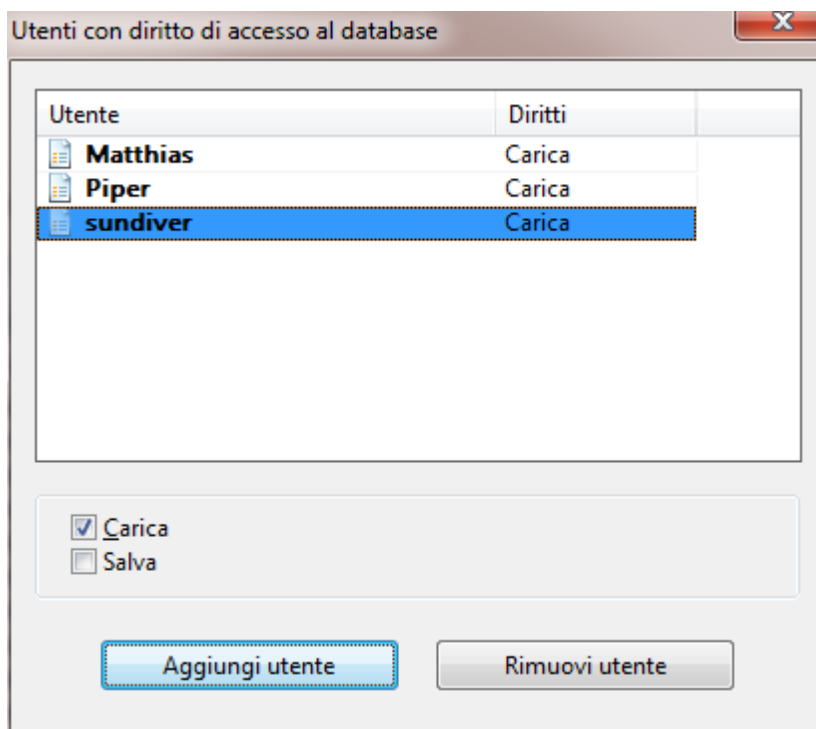 Utenti con diritto di accesso al database
Utente Diritti
Matthias Carica
Piper Carica
sundiver Carica
Carica
Salva
Aggiungi utente Rimuovi utente